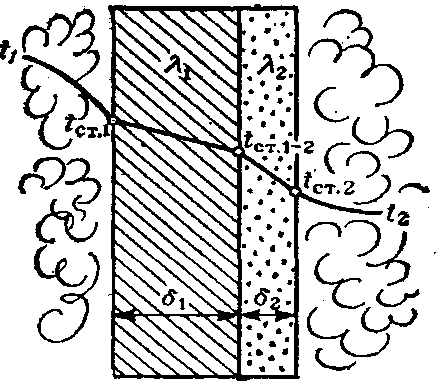 t₁
λ₁ λ₂
tст.1
tст.1-2
tст.2
t₂
δ₁ δ₂